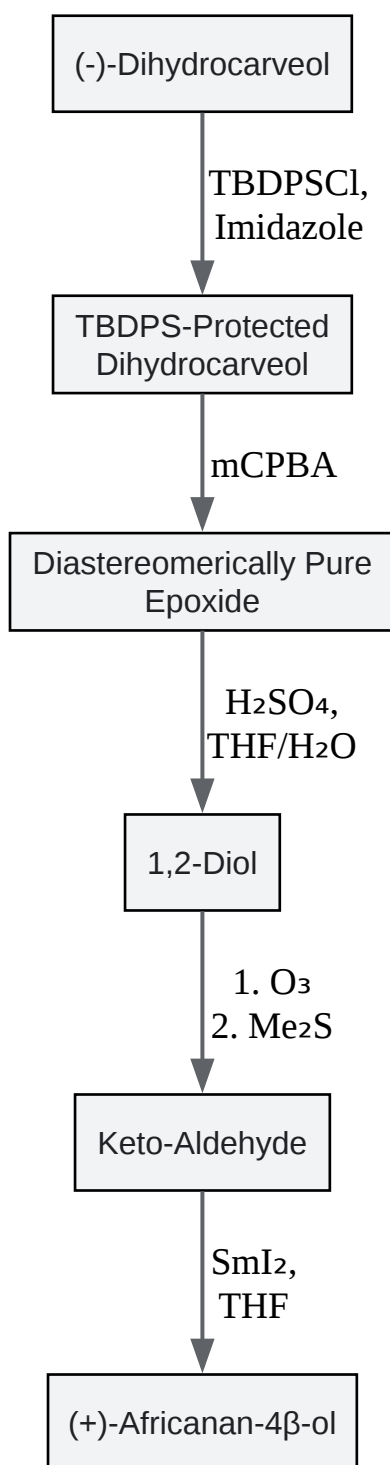 (-)-Dihydrocarveol
TBDPSCl,
Imidazole
TBDPS-Protected
Dihydrocarveol
mCPBA
Diastereomerically Pure
Epoxide
H₂SO₄,
THF/H₂O
1,2-Diol
1. O₃
2. Me₂S
Keto-Aldehyde
SmI₂,
THF
(+)-Africanan-4β-ol